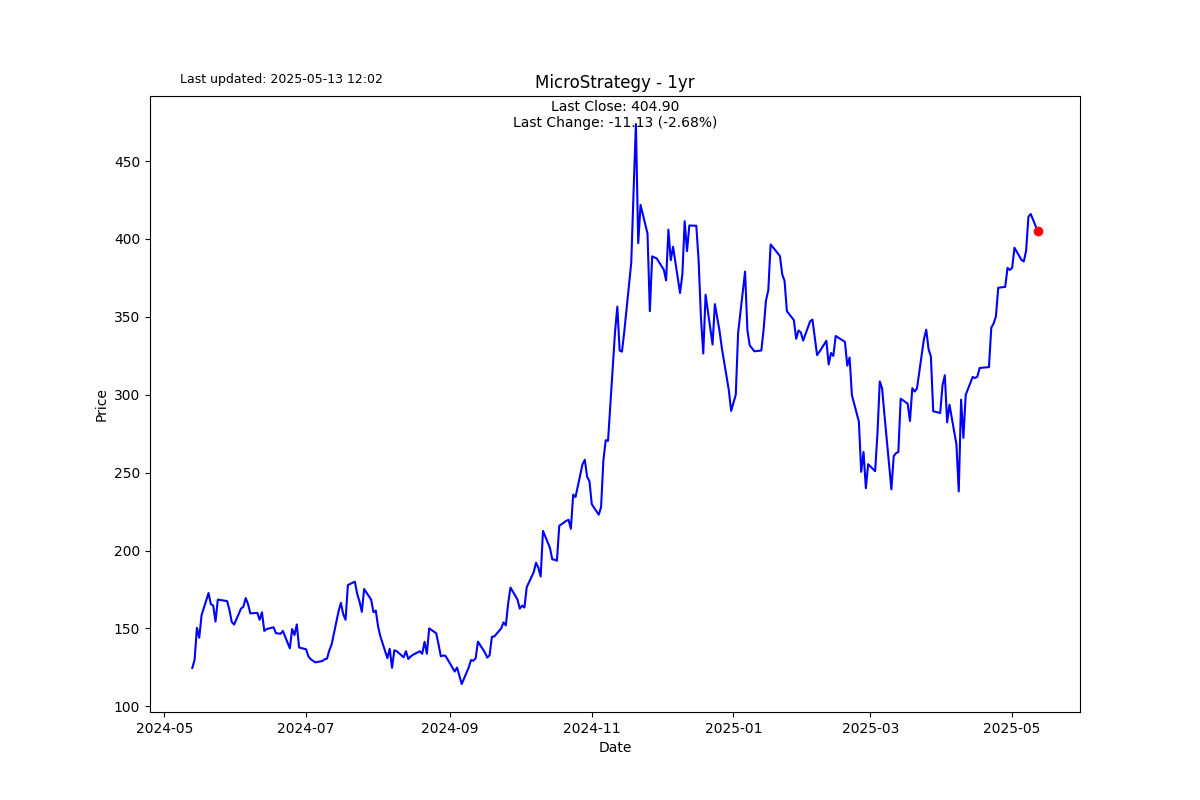 Last updated: 2025-05-13 12:02
MicroStrategy - 1yr
Last Close: 404.90
Last Change: -11.13 (-2.68%)
450
400
350
300
250
200
150
100
Price
2024-05 2024-07 2024-09 2024-11 2025-01 2025-03 2025-05
Date